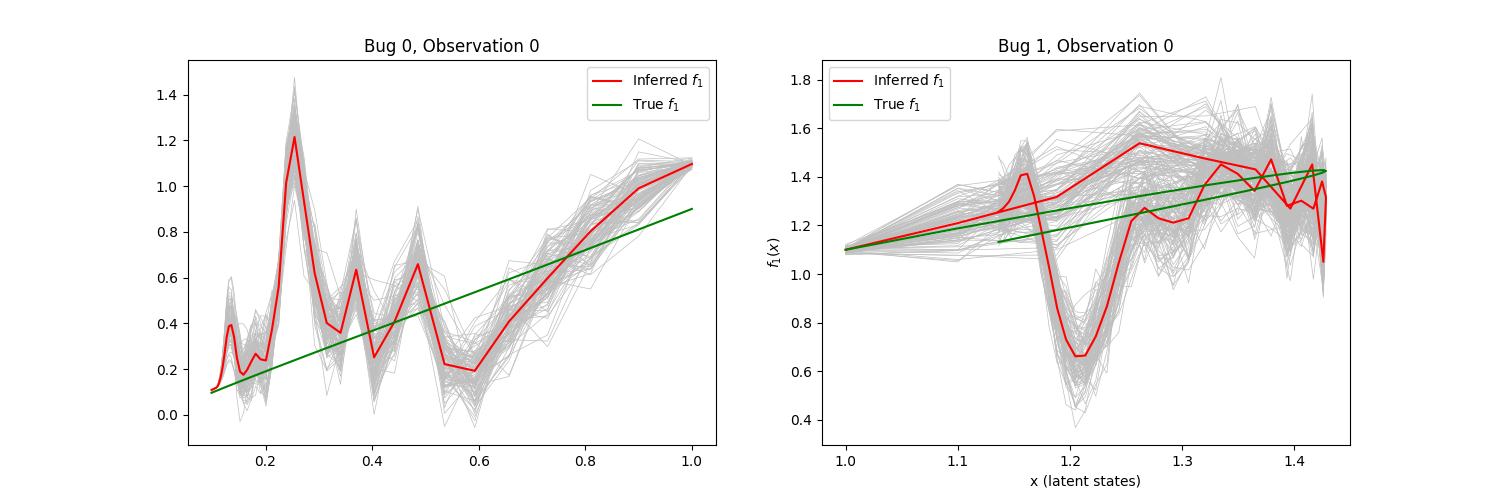 Bug 0, Observation 0
Inferred f₁
True f₁
1.4
1.2
1.0
0.8
0.6
0.4
0.2
0.0
0.2 0.4 0.6 0.8 1.0
Bug 1, Observation 0
Inferred f₁
True f₁
f₁(x)
1.8
1.6
1.4
1.2
1.0
0.8
0.6
0.4
1.0 1.1 1.2 1.3 1.4
x (latent states)